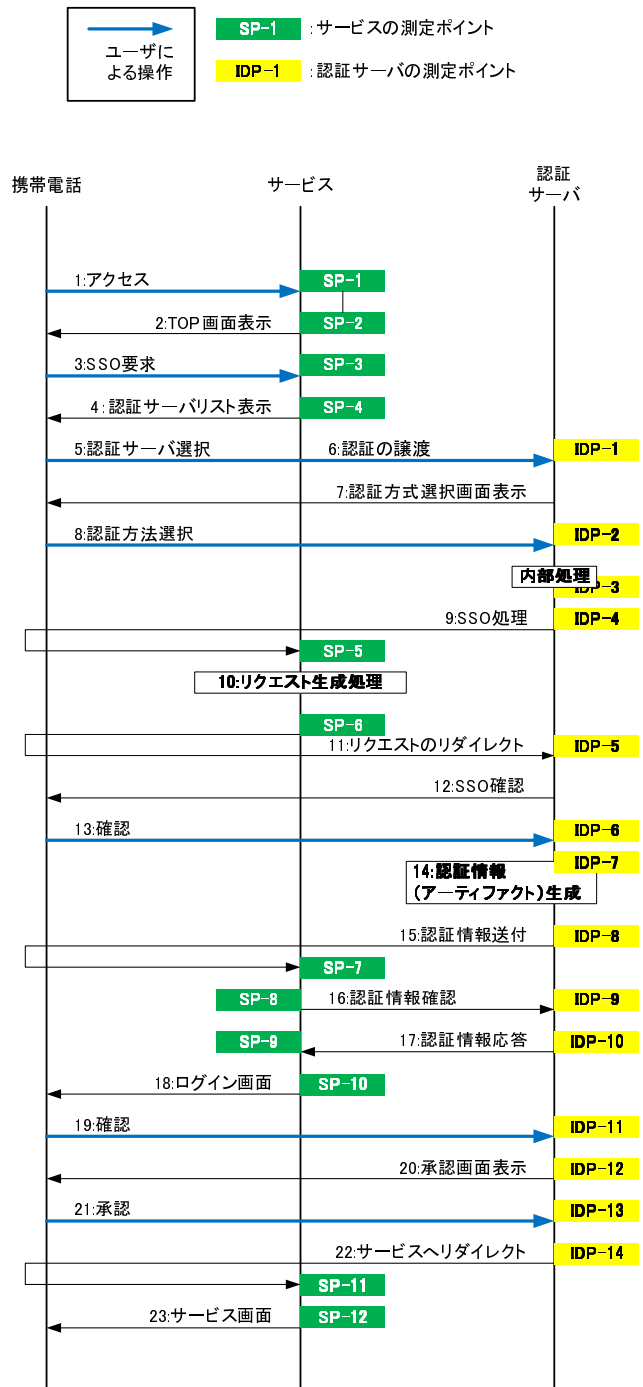 ユーザに
よる操作
SP-1 :サービスの測定ポイント
IDP-1 :認証サーバの測定ポイント
携帯電話
サービス
認証
サーバ
1:アクセス
SP-1
2:TOP画面表示
SP-2
3:SSO要求
SP-3
4:認証サーバリスト表示
SP-4
5:認証サーバ選択
6:認証の譲渡
IDP-1
7:認証方式選択画面表示
8:認証方法選択
IDP-2
内部処理
IDP-3
9:SSO処理
IDP-4
SP-5
10:リクエスト生成処理
SP-6
11:リクエストのリダイレクト
IDP-5
12:SSO確認
13:確認
IDP-6
IDP-7
14:認証情報
(アーティファクト)生成
15:認証情報送付
IDP-8
SP-7
SP-8
16:認証情報確認
IDP-9
SP-9
17:認証情報応答
IDP-10
18:ログイン画面
SP-10
19:確認
IDP-11
20:承認画面表示
IDP-12
21:承認
IDP-13
22:サービスへリダイレクト
IDP-14
SP-11
23:サービス画面
SP-12